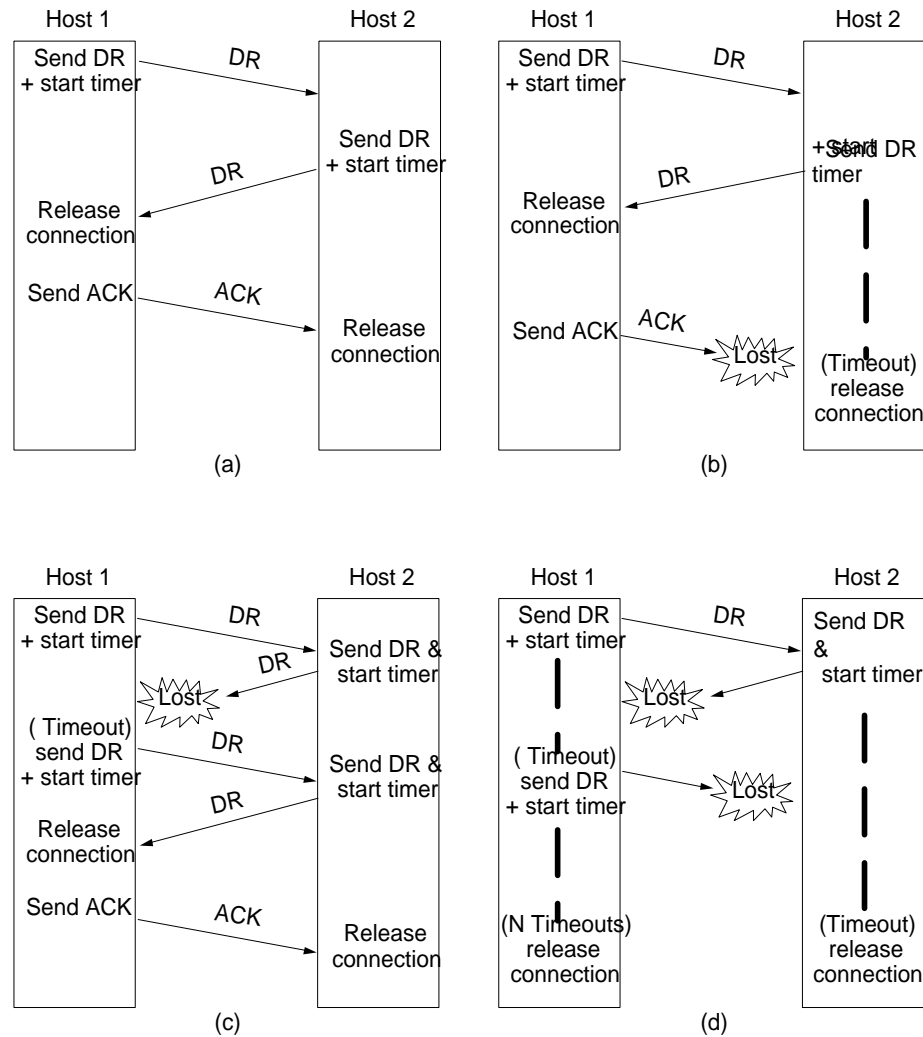 Host 1
Host 2
Send DR
+ start timer
DR
Send DR
+ start timer
DR
Release
connection
Send ACK
ACK
Release
connection
(a)
Host 1
Host 2
Send DR
+ start timer
DR
+ start
Send DR
timer
DR
Release
connection
Send ACK
ACK
Lost
(Timeout)
release
connection
(b)
Host 1
Host 2
Send DR
+ start timer
DR
Send DR &
start timer
DR
Lost
( Timeout)
send DR
+ start timer
DR
Send DR &
start timer
DR
Release
connection
Send ACK
ACK
Release
connection
(c)
Host 1
Host 2
Send DR
+ start timer
DR
Send DR
&
start timer
Lost
( Timeout)
send DR
+ start timer
Lost
(N Timeouts)
release
connection
(Timeout)
release
connection
(d)